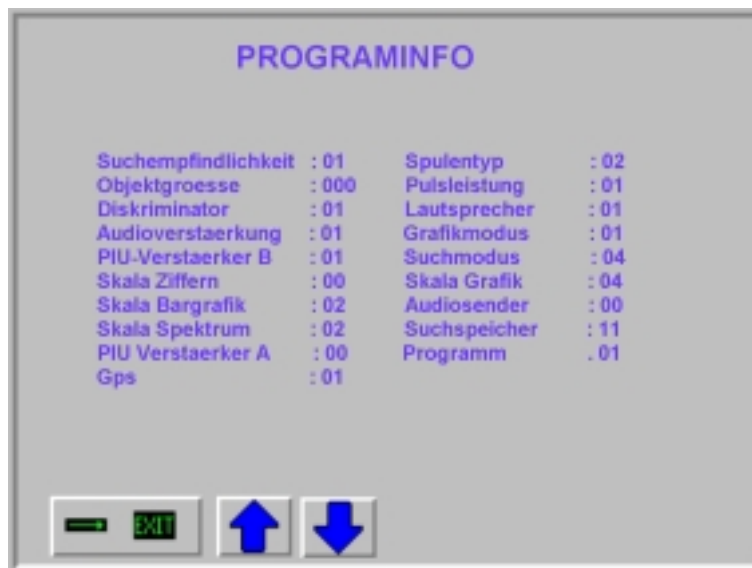 PROGRAMINFO
Suchempfindlichkeit : 01 Spulentyp : 02
Objektgroesse : 000 Pulsleistung : 01
Diskriminator : 01 Lautsprecher : 01
Audioverstaerkung : 01 Grafikmodus : 01
PIU-Verstaerker B : 01 Suchmodus : 04
Skala Ziffern : 00 Skala Grafik : 04
Skala Bargrafik : 02 Audiosender : 00
Skala Spektrum : 02 Suchspeicher : 11
PIU Verstaerker A : 00 Programm . 01
Gps : 01
EXIT